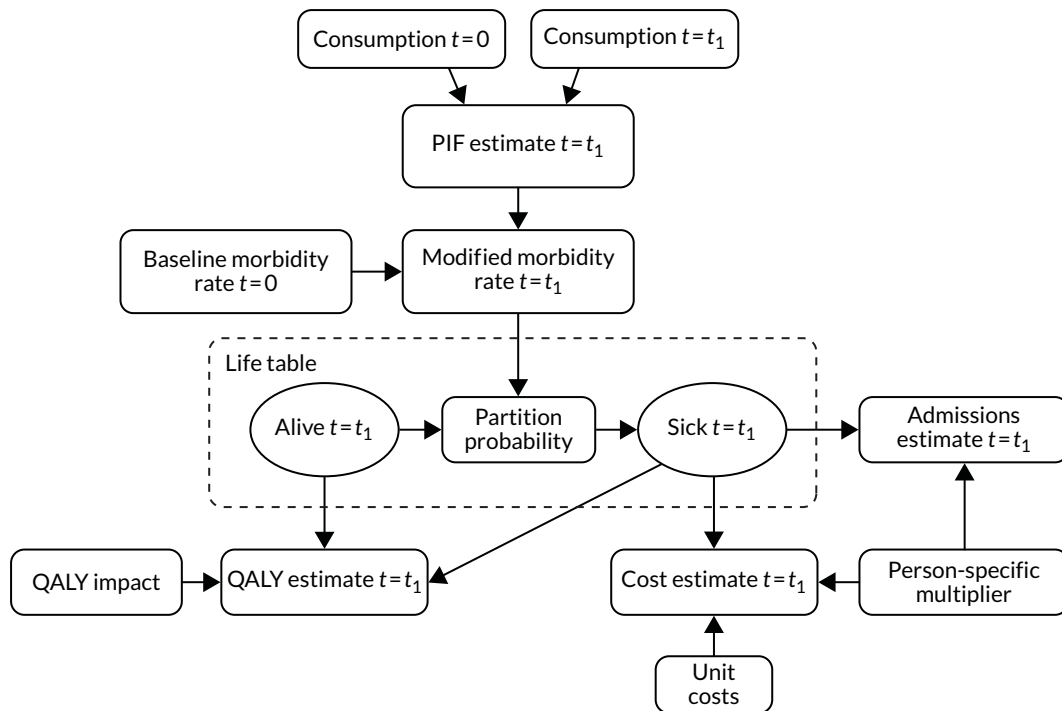 Consumption t=0
Consumption t=t1
PIF estimate t=t1
Baseline morbidity
rate t=0
Modified morbidity
rate t=t1
Life table
Alive t=t1
Partition
probability
Sick t=t1
Admissions
estimate t=t1
QALY impact
QALY estimate t=t1
Cost estimate t=t1
Person-specific
multiplier
Unit
costs